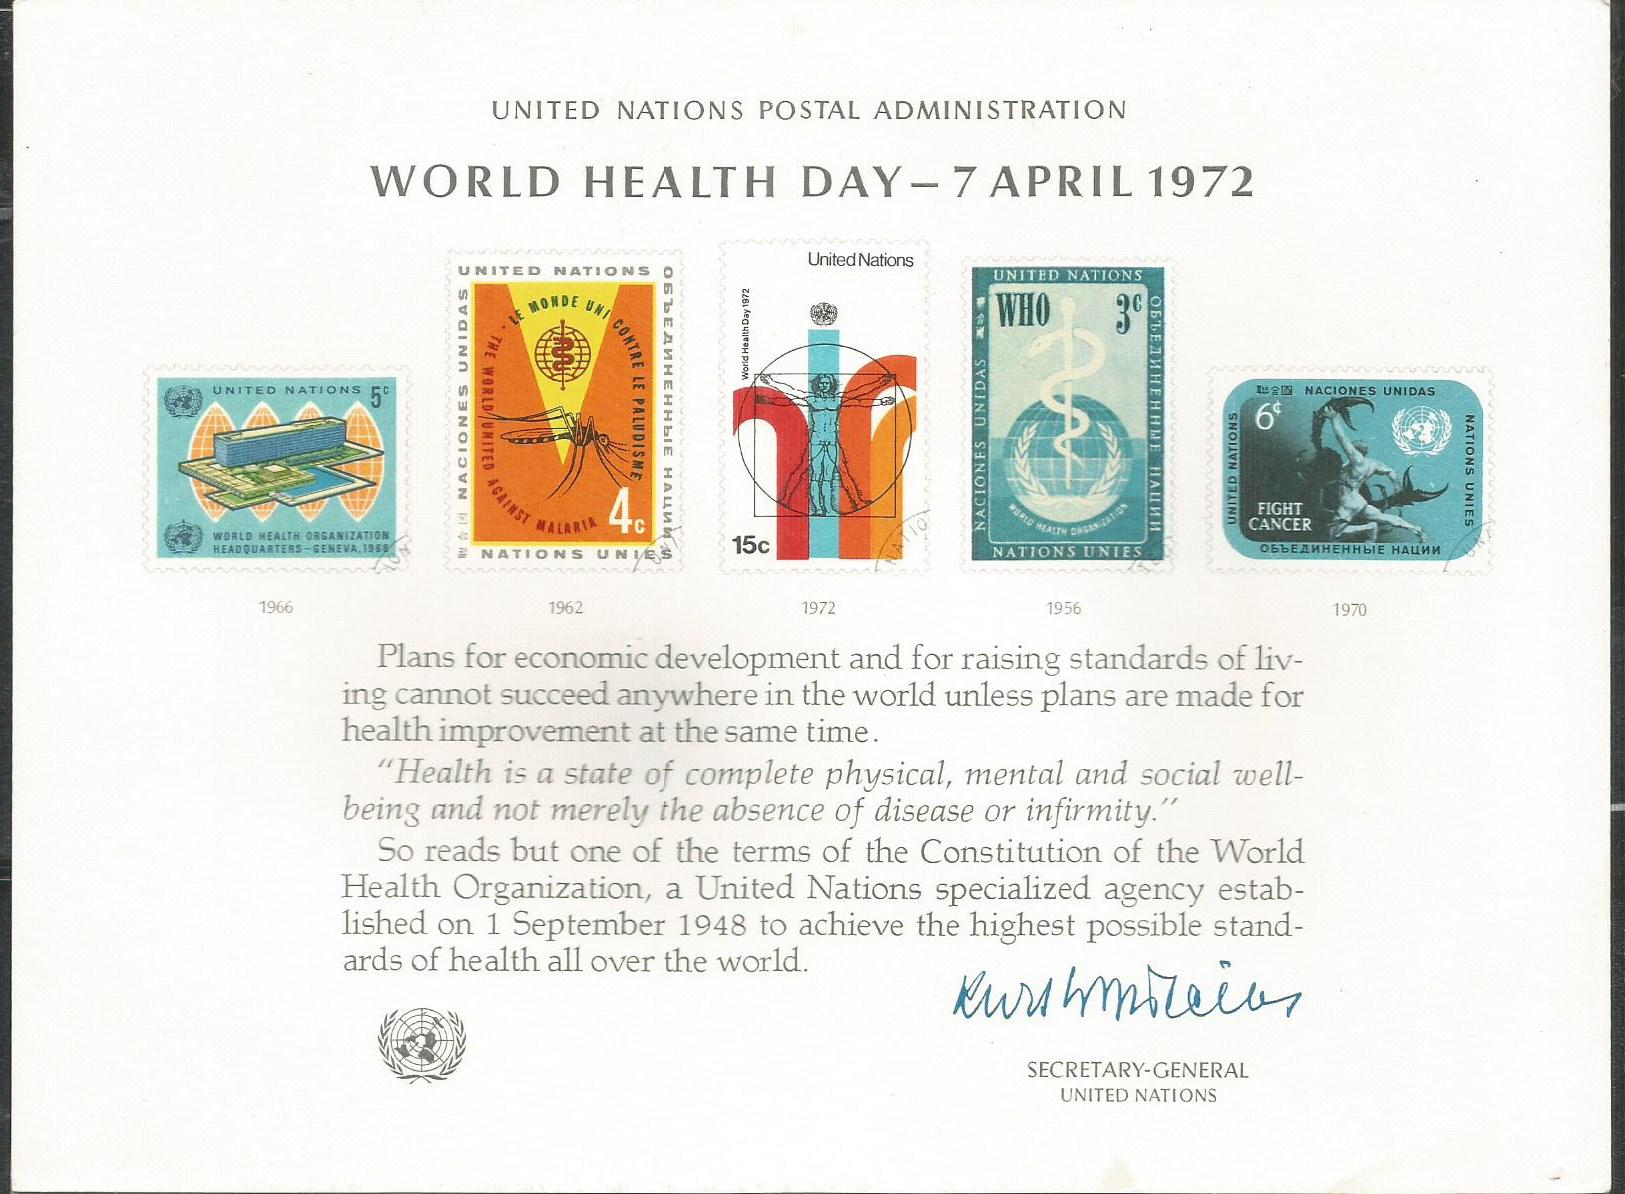 UNITED NATIONS POSTAL ADMINISTRATION
WORLD HEALTH DAY – 7 APRIL 1972
UNITED NATIONS 5c
WORLD HEALTH ORGANIZATION
HEADQUARTERS–GENEVA, 1966
1966
UNITED NATIONS
NACIONES UNIDAS
ОБЪЕДИНЕННЫЕ НАЦИИ
LE MONDE UNI CONTRE LE PALUDISME
THE WORLD UNITED AGAINST MALARIA
4c
NATIONS UNIES
1962
United Nations
World Health Day 1972
15c
NATIO
1972
UNITED NATIONS
WHO 3c
NACIONES UNIDAS
ОБЪЕДИНЕННЫЕ НАЦИИ
WORLD HEALTH ORGANIZATION
NATIONS UNIES
1956
NACIONES UNIDAS
6¢
UNITED NATIONS
NATIONS UNIES
FIGHT
CANCER
ОБЪЕДИНЕННЫЕ НАЦИИ
1970
Plans for economic development and for raising standards of liv-
ing cannot succeed anywhere in the world unless plans are made for
health improvement at the same time.
“Health is a state of complete physical, mental and social well-
being and not merely the absence of disease or infirmity.”
So reads but one of the terms of the Constitution of the World
Health Organization, a United Nations specialized agency estab-
lished on 1 September 1948 to achieve the highest possible stand-
ards of health all over the world.
SECRETARY-GENERAL
UNITED NATIONS